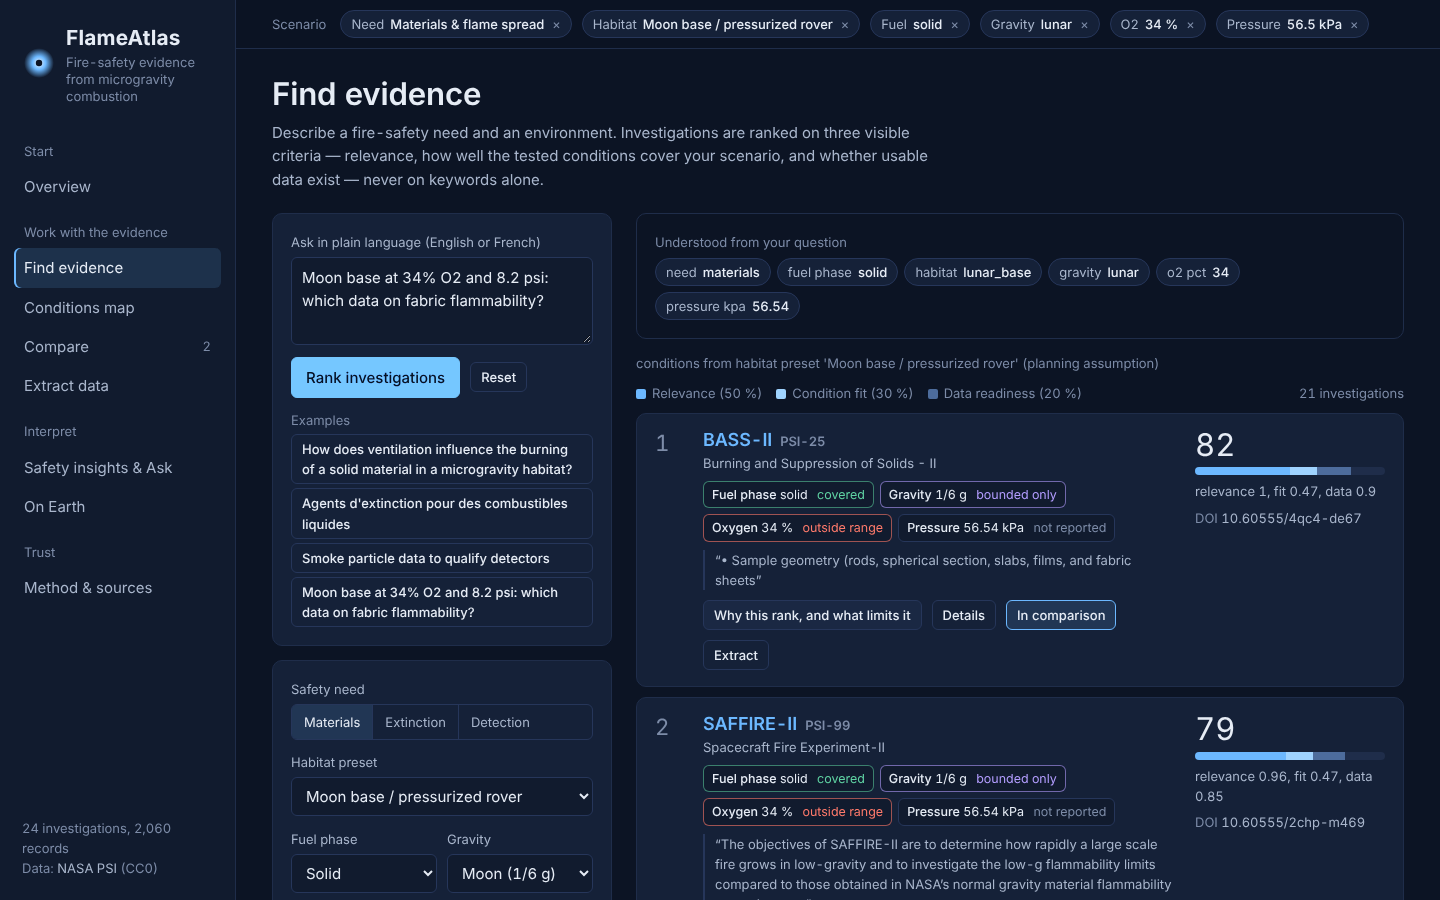 FlameAtlas
Fire-safety evidence
from microgravity
combustion
Start
Overview
Work with the evidence
Find evidence
Conditions map
Compare 2
Extract data
Interpret
Safety insights & Ask
On Earth
Trust
Method & sources
24 investigations, 2,060
records
Data: NASA PSI (CC0)
Scenario Need Materials & flame spread × Habitat Moon base / pressurized rover × Fuel solid × Gravity lunar × O2 34 % × Pressure 56.5 kPa ×
Find evidence
Describe a fire-safety need and an environment. Investigations are ranked on three visible
criteria — relevance, how well the tested conditions cover your scenario, and whether usable
data exist — never on keywords alone.
Ask in plain language (English or French)
Moon base at 34% O2 and 8.2 psi:
which data on fabric flammability?
Rank investigations Reset
Examples
How does ventilation influence the burning
of a solid material in a microgravity habitat?
Agents d'extinction pour des combustibles
liquides
Smoke particle data to qualify detectors
Moon base at 34% O2 and 8.2 psi: which
data on fabric flammability?
Safety need
Materials Extinction Detection
Habitat preset
Moon base / pressurized rover
Fuel phase Gravity
Solid Moon (1/6 g)
Understood from your question
need materials fuel phase solid habitat lunar_base gravity lunar o2 pct 34
pressure kpa 56.54
conditions from habitat preset 'Moon base / pressurized rover' (planning assumption)
Relevance (50 %) Condition fit (30 %) Data readiness (20 %) 21 investigations
1 BASS-II PSI-25
Burning and Suppression of Solids - II
Fuel phase solid covered Gravity 1/6 g bounded only
Oxygen 34 % outside range Pressure 56.54 kPa not reported
“• Sample geometry (rods, spherical section, slabs, films, and fabric
sheets”
Why this rank, and what limits it Details In comparison
Extract
82
relevance 1, fit 0.47, data 0.9
DOI 10.60555/4qc4-de67
2 SAFFIRE-II PSI-99
Spacecraft Fire Experiment-II
Fuel phase solid covered Gravity 1/6 g bounded only
Oxygen 34 % outside range Pressure 56.54 kPa not reported
“The objectives of SAFFIRE-II are to determine how rapidly a large scale
fire grows in low-gravity and to investigate the low-g flammability limits
compared to those obtained in NASA’s normal gravity material flammability
79
relevance 0.96, fit 0.47, data
0.85
DOI 10.60555/2chp-m469